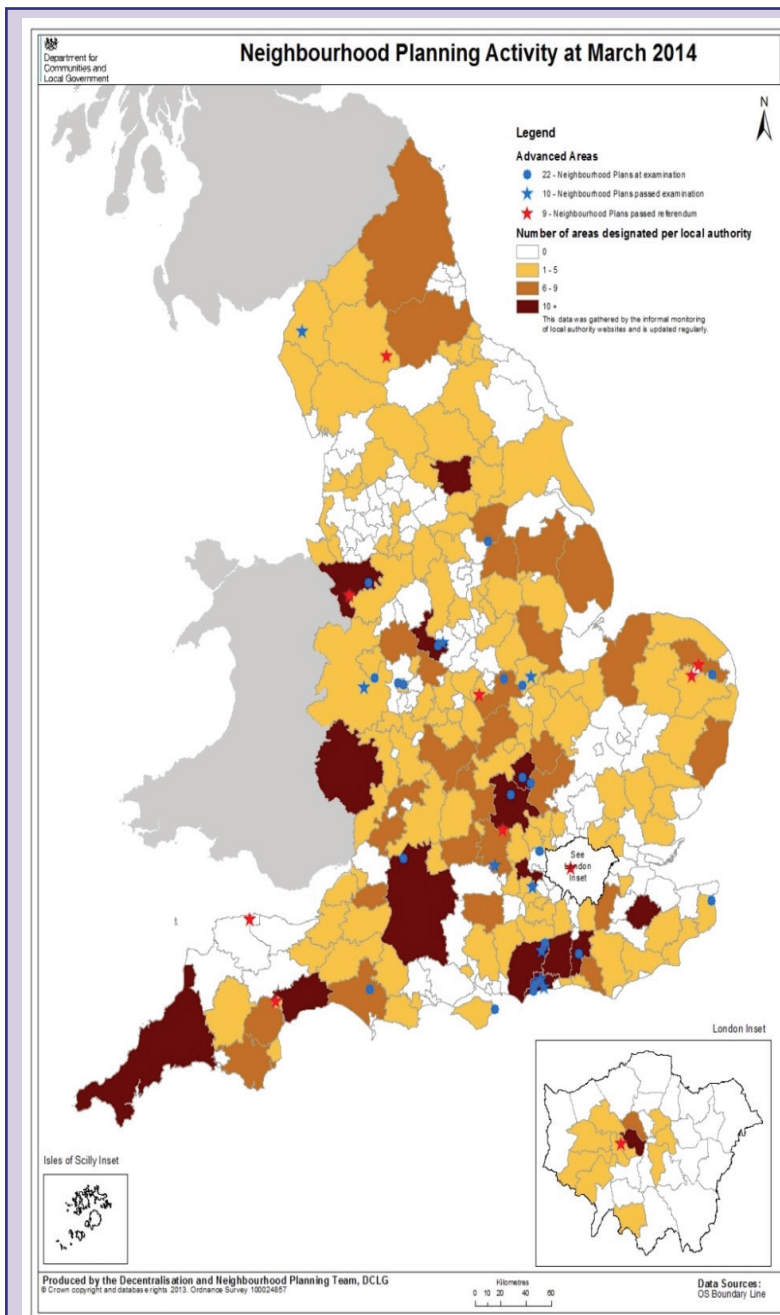 Department for
Communities and
Local Government
Neighbourhood Planning Activity at March 2014
N
Legend
Advanced Areas
22 - Neighbourhood Plans at examination
10 - Neighbourhood Plans passed examination
9 - Neighbourhood Plans passed referendum
Number of areas designated per local authority
0
1 - 5
6 - 9
10 +
This data was gathered by the informal monitoring
of local authority websites and is updated regularly.
See
London
Inset
London Inset
Isles of Scilly Inset
Produced by the Decentralisation and Neighbourhood Planning Team, DCLG
© Crown copyright and database rights 2013. Ordnance Survey 100024857
Kilometres
0 10 20 40 60
Data Sources:
OS Boundary Line